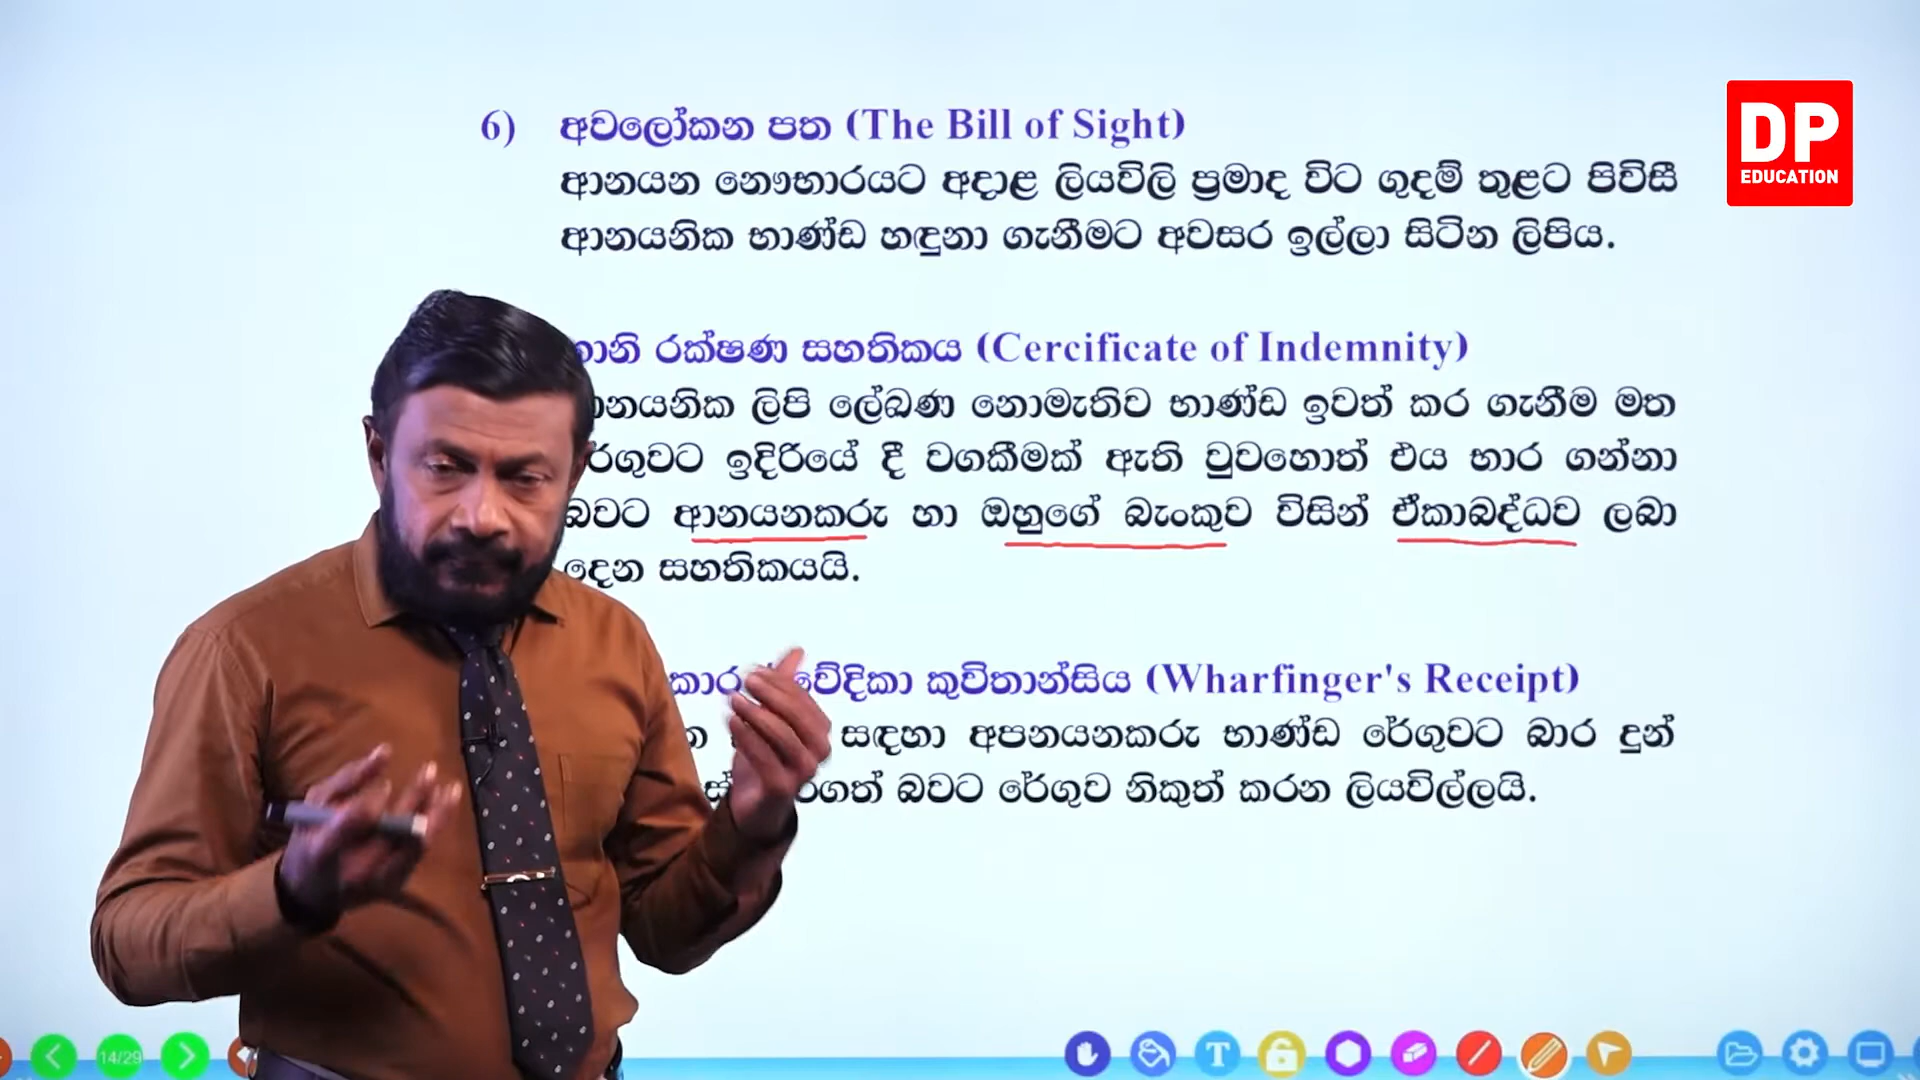 6) අවලෝකන පත (The Bill of Sight)
DP
EDUCATION
ආනයන නෞභාරයට අදාළ ලියවිලි ප්‍රමාද විට ගුදම් තුළට පිවිසී
ආනයනික භාණ්ඩ හඳුනා ගැනීමට අවසර ඉල්ලා සිටින ලිපිය.
රක්ෂණ සහතිකය (Cercificate of Indemnity)
ලිපි ලේඛණ නොමැතිව භාණ්ඩ ඉවත් කර ගැනීම මත
ඉදිරියේ දී වගකීමක් ඇති වුවහොත් එය භාර ගන්නා
බවට ආනයනකරු හා ඔහුගේ බැංකුව විසින් ඒකාබද්ධව ලබා
දෙන සහතිකයයි.
කුවිතාන්සිය (Wharfinger's Receipt)
සඳහා අපනයනකරු භාණ්ඩ රේගුවට බාර දුන්
බවට රේගුව නිකුත් කරන ලියවිල්ලයි.
14/29
T